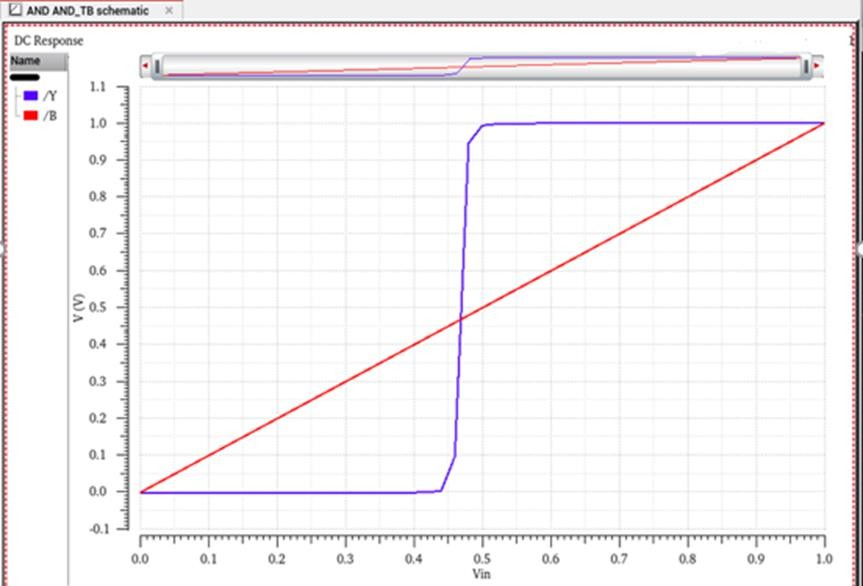 AND AND_TB schematic ×
DC Response
Name
/Y
/B
1.1
1.0
0.9
0.8
0.7
0.6
0.5
0.4
0.3
0.2
0.1
0.0
-0.1
V (V)
0.0 0.1 0.2 0.3 0.4 0.5 0.6 0.7 0.8 0.9 1.0
Vin